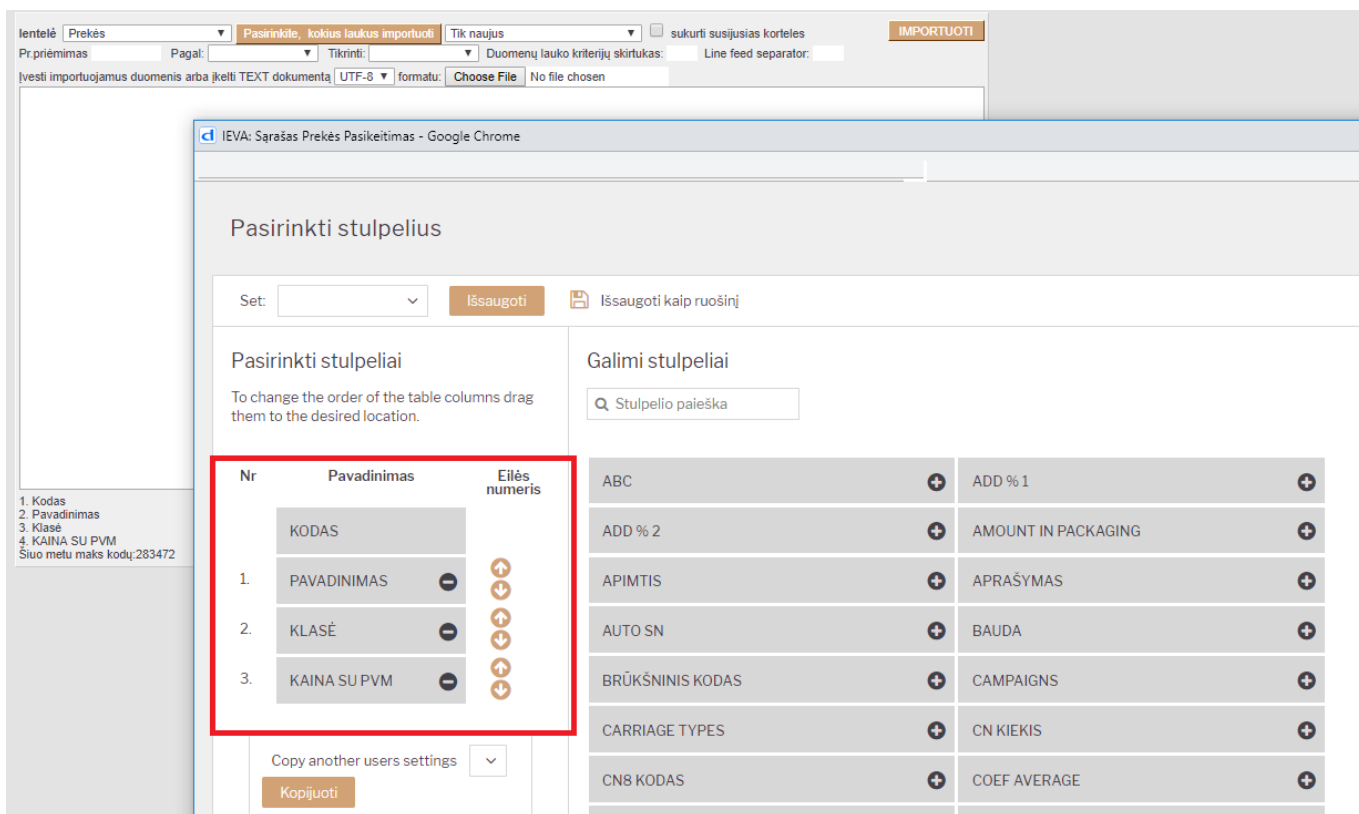 lentelė Prekės Pasirinkite, kokius laukus importuoti Tik naujus sukurti susijusias korteles IMPORTUOTI
Pr.priėmimas Pagal: Tikrinti: Duomenų lauko kriterijų skirtukas: Line feed separator:
Įvesti importuojamus duomenis arba įkelti TEXT dokumentą UTF-8 formatu: Choose File No file chosen
IEVA: Sąrašas Prekės Pasikeitimas - Google Chrome
Pasirinkti stulpelius
Set: Išsaugoti Išsaugoti kaip ruošinį
Pasirinkti stulpeliai
To change the order of the table columns drag
them to the desired location.
Nr Pavadinimas Eilės
numeris
KODAS
1. PAVADINIMAS
2. KLASĖ
3. KAINA SU PVM
Copy another users settings
Kopijuoti
Galimi stulpeliai
Stulpelio paieška
ABC ADD % 1
ADD % 2 AMOUNT IN PACKAGING
APIMTIS APRAŠYMAS
AUTO SN BAUDA
BRŪKŠNINIS KODAS CAMPAIGNS
CARRIAGE TYPES CN KIEKIS
CN8 KODAS COEF AVERAGE
1. Kodas
2. Pavadinimas
3. Klasė
4. KAINA SU PVM
Šiuo metu maks kodų:283472